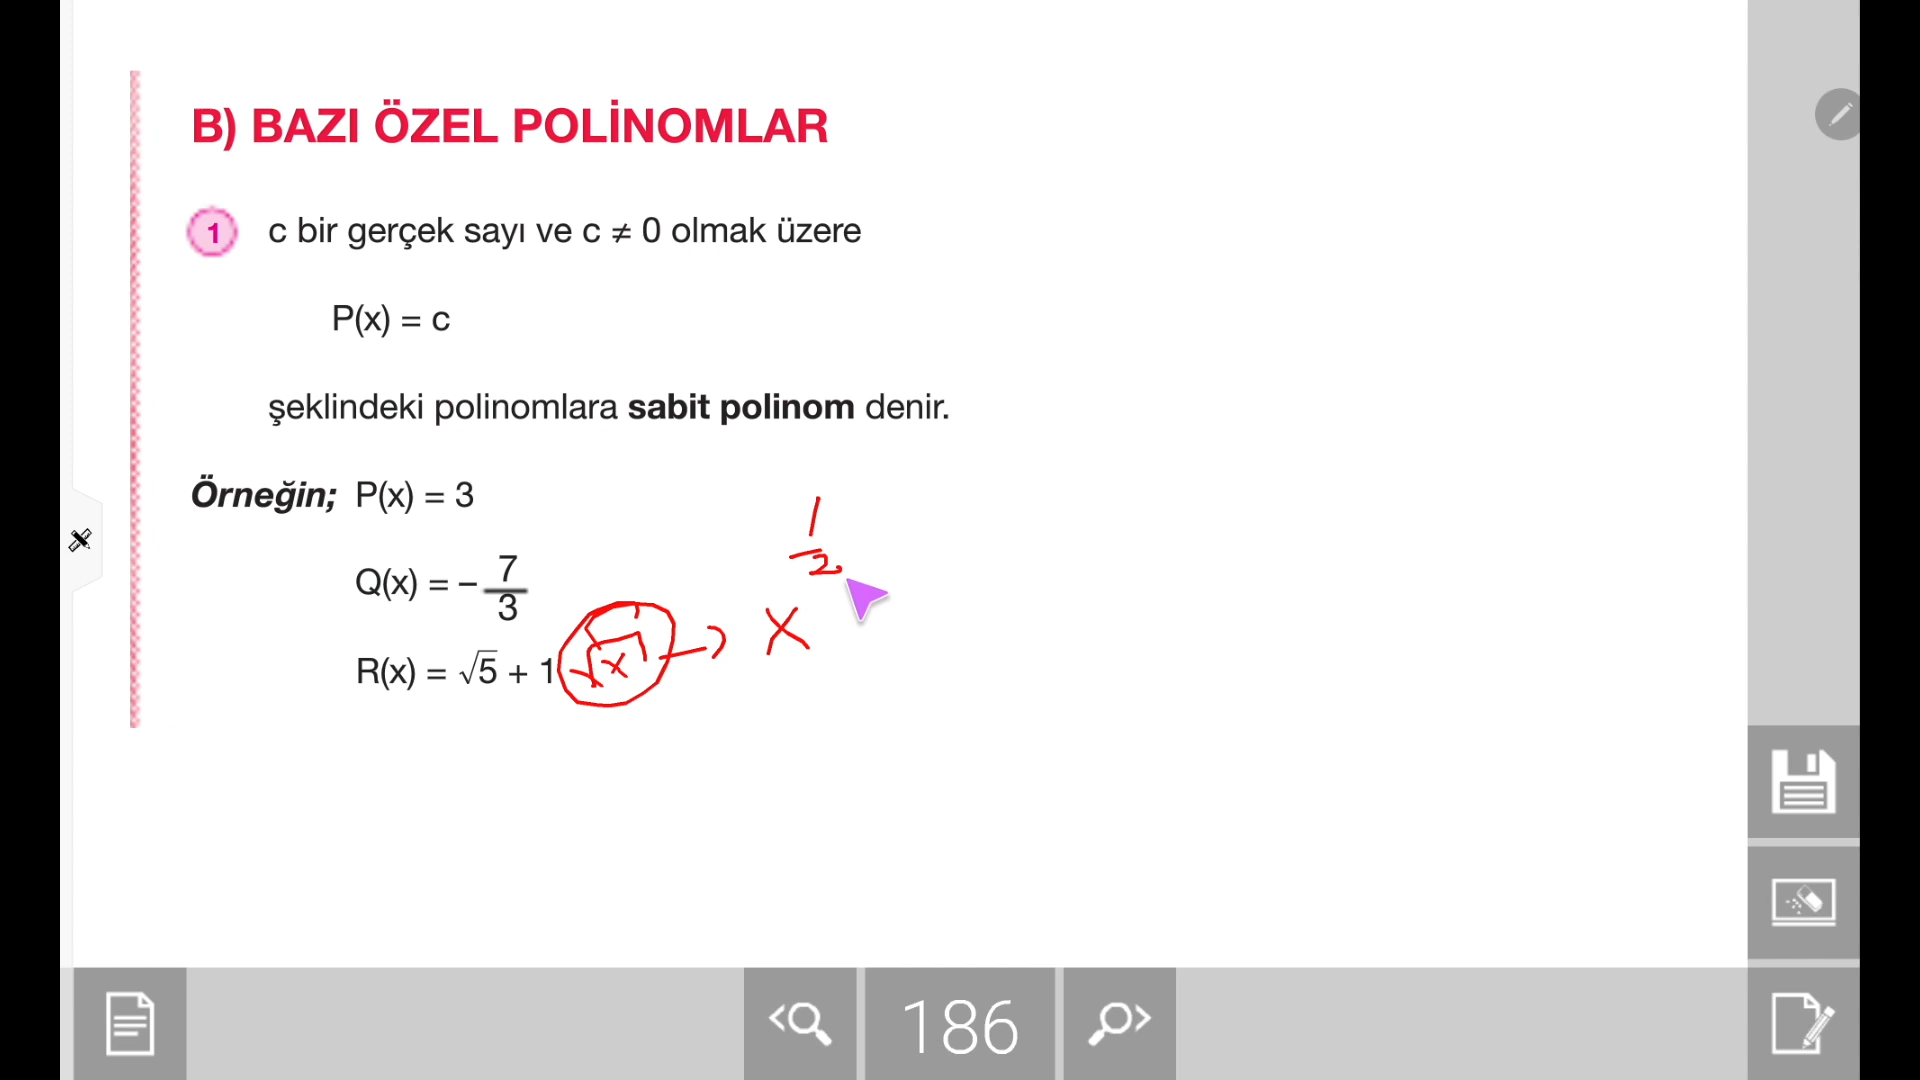 B) BAZI ÖZEL POLİNOMLAR
1 c bir gerçek sayı ve c ≠ 0 olmak üzere
P(x) = c
şeklindeki polinomlara sabit polinom denir.
Örneğin; P(x) = 3
Q(x) = – 7/3
R(x) = √5 + 1 √x → x^(1/2)
186